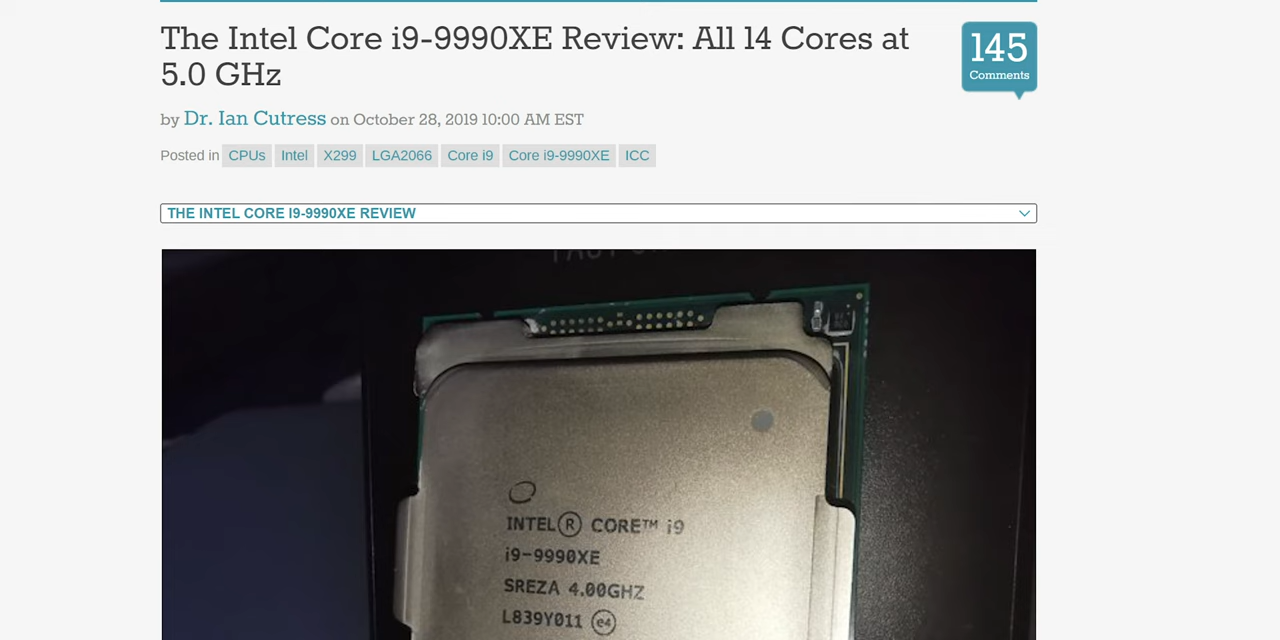 The Intel Core i9-9990XE Review: All 14 Cores at
5.0 GHz
145
Comments
by Dr. Ian Cutress on October 28, 2019 10:00 AM EST
Posted in CPUs Intel X299 LGA2066 Core i9 Core i9-9990XE ICC
THE INTEL CORE I9-9990XE REVIEW
INTEL® CORE™ i9
i9-9990XE
SREZA 4.00GHZ
L839Y011 e4